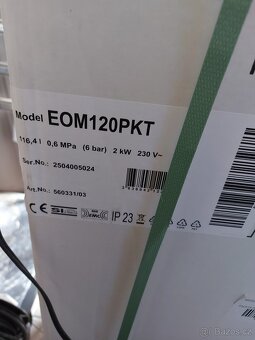 Model EOM120PKT
116,4 l 0,6 MPa (6 bar) 2 kW 230 V~
Ser.No.: 2504005024
Art.No.: 560331/03
CE IP 23